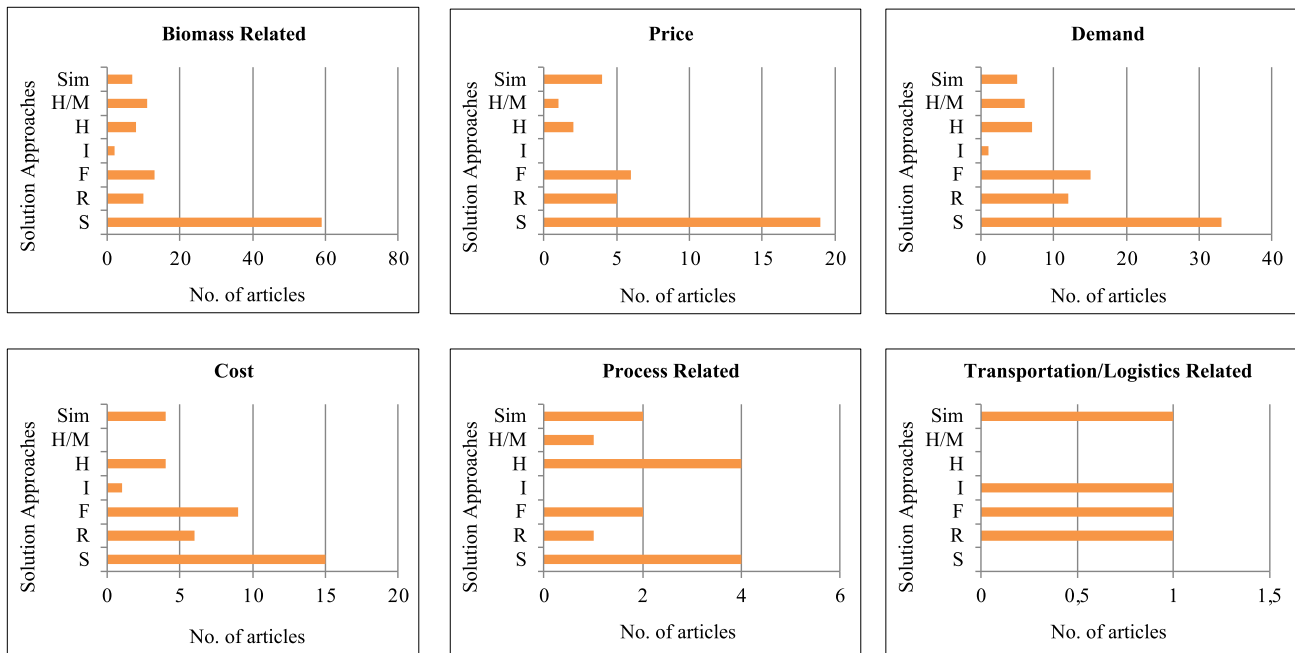 Biomass Related
Solution Approaches
Sim
H/M
H
I
F
R
S
0 20 40 60 80
No. of articles
Price
Solution Approaches
Sim
H/M
H
I
F
R
S
0 5 10 15 20
No. of articles
Demand
Solution Approaches
Sim
H/M
H
I
F
R
S
0 10 20 30 40
No. of articles
Cost
Solution Approaches
Sim
H/M
H
I
F
R
S
0 5 10 15 20
No. of articles
Process Related
Solution Approaches
Sim
H/M
H
I
F
R
S
0 2 4 6
No. of articles
Transportation/Logistics Related
Solution Approaches
Sim
H/M
H
I
F
R
S
0 0,5 1 1,5
No. of articles